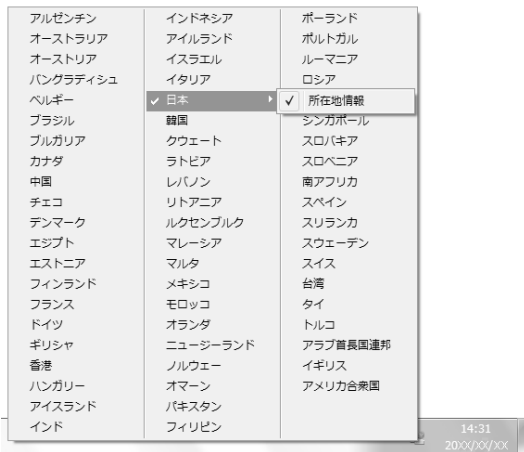 アルゼンチン
オーストラリア
オーストリア
バングラディシュ
ベルギー
ブラジル
ブルガリア
カナダ
中国
チェコ
デンマーク
エジプト
エストニア
フィンランド
フランス
ドイツ
ギリシャ
香港
ハンガリー
アイスランド
インド
インドネシア
アイルランド
イスラエル
イタリア
日本
韓国
クウェート
ラトビア
レバノン
リトアニア
ルクセンブルク
マレーシア
マルタ
メキシコ
モロッコ
オランダ
ニュージーランド
ノルウェー
オマーン
パキスタン
フィリピン
ポーランド
ポルトガル
ルーマニア
ロシア
所在地情報
シンガポール
スロバキア
スロベニア
南アフリカ
スペイン
スリランカ
スウェーデン
スイス
台湾
タイ
トルコ
アラブ首長国連邦
イギリス
アメリカ合衆国
14:31
20XX/XX/XX